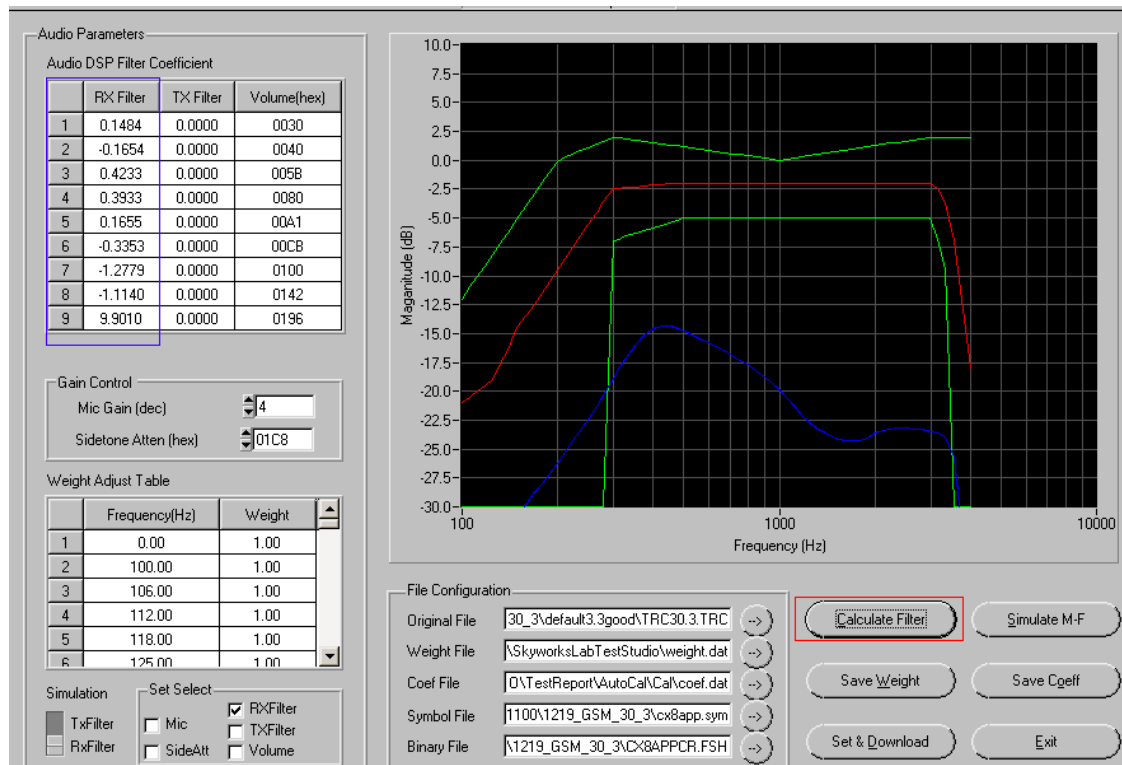 Audio Parameters
Audio DSP Filter Coefficient
RX Filter TX Filter Volume(hex)
1 0.1484 0.0000 0030
2 -0.1654 0.0000 0040
3 0.4233 0.0000 005B
4 0.3933 0.0000 0080
5 0.1655 0.0000 00A1
6 -0.3353 0.0000 00CB
7 -1.2779 0.0000 0100
8 -1.1140 0.0000 0142
9 9.9010 0.0000 0196
Gain Control
Mic Gain (dec) 4
Sidetone Atten (hex) 01C8
Weight Adjust Table
Frequency(Hz) Weight
1 0.00 1.00
2 100.00 1.00
3 106.00 1.00
4 112.00 1.00
5 118.00 1.00
6 125.00 1.00
Simulation
TxFilter
RxFilter
Set Select
Mic
SideAtt
RXFilter
TXFilter
Volume
Maganitude (dB)
10.0-
7.5-
5.0-
2.5-
0.0-
-2.5-
-5.0-
-7.5-
-10.0-
-12.5-
-15.0-
-17.5-
-20.0-
-22.5-
-25.0-
-27.5-
-30.0-
100 1000 10000
Frequency (Hz)
File Configuration
Original File 30_3\default3.3good\TRC30.3.TRC -->
Weight File \SkyworksLabTestStudio\weight.dat -->
Coef File O\TestReport\AutoCal\Cal\coef.dat -->
Symbol File 1100\1219_GSM_30_3\cx8app.sym -->
Binary File \1219_GSM_30_3\CX8APPCR.FSH -->
Calculate Filter Simulate M-F
Save Weight Save Coeff
Set & Download Exit